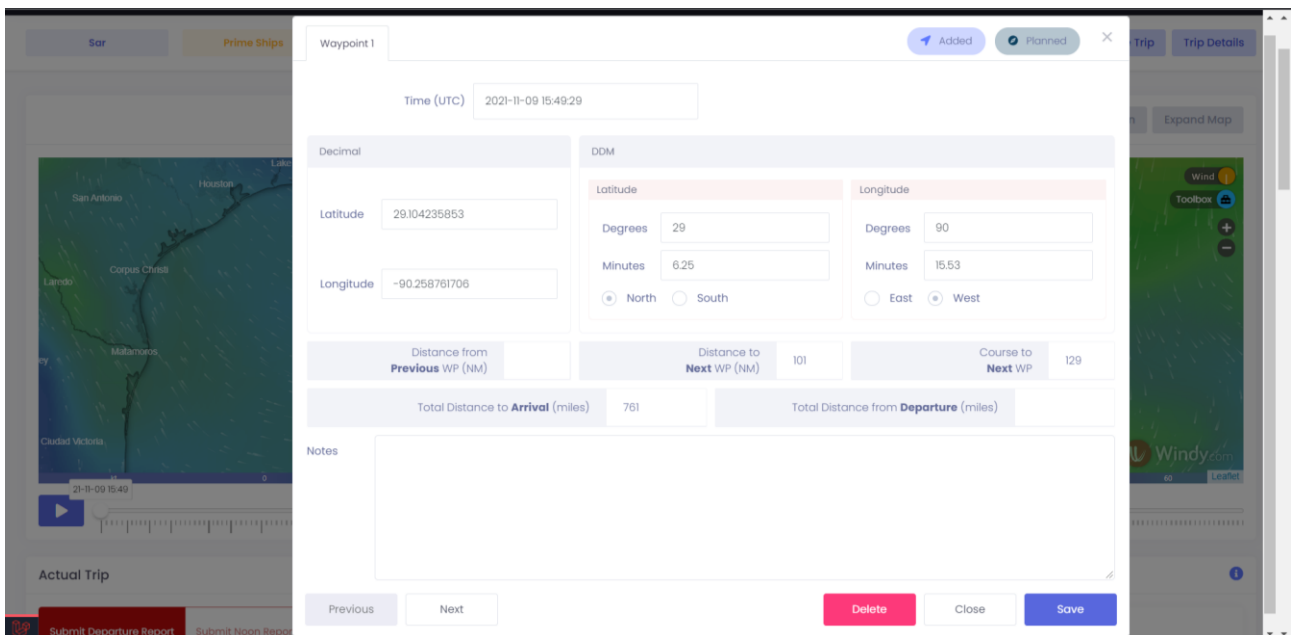 Sar
Prime Ships
Waypoint 1
Added
Planned
×
Trip
Trip Details
Time (UTC)
2021-11-09 15:49:29
Expand Map
Decimal
DDM
Latitude
29.104235853
Longitude
-90.258761706
Latitude
Degrees
29
Minutes
6.25
North
South
Longitude
Degrees
90
Minutes
15.53
East
West
Distance from
Previous WP (NM)
Distance to
Next WP (NM)
101
Course to
Next WP
129
Total Distance to Arrival (miles)
761
Total Distance from Departure (miles)
Notes
Previous
Next
Delete
Close
Save
Lake
Houston
San Antonio
Corpus Christi
Laredo
Matamoros
Ciudad Victoria
0
21-11-09 15:49
Wind
Toolbox
+
−
Windy.com
60
Leaflet
Actual Trip
Submit Departure Report
Submit Noon Repor